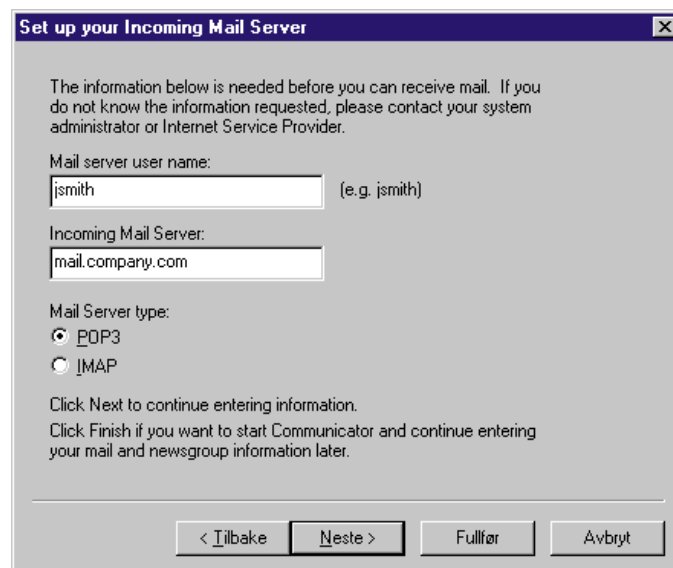 Set up your Incoming Mail Server
The information below is needed before you can receive mail. If you
do not know the information requested, please contact your system
administrator or Internet Service Provider.
Mail server user name:
jsmith (e.g. jsmith)
Incoming Mail Server:
mail.company.com
Mail Server type:
POP3
IMAP
Click Next to continue entering information.
Click Finish if you want to start Communicator and continue entering
your mail and newsgroup information later.
< Tilbake Neste > Fullfør Avbryt